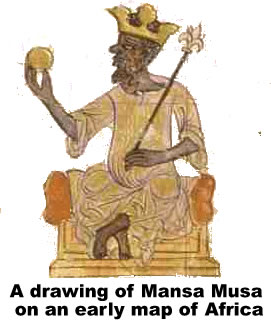 A drawing of Mansa Musa
on an early map of Africa